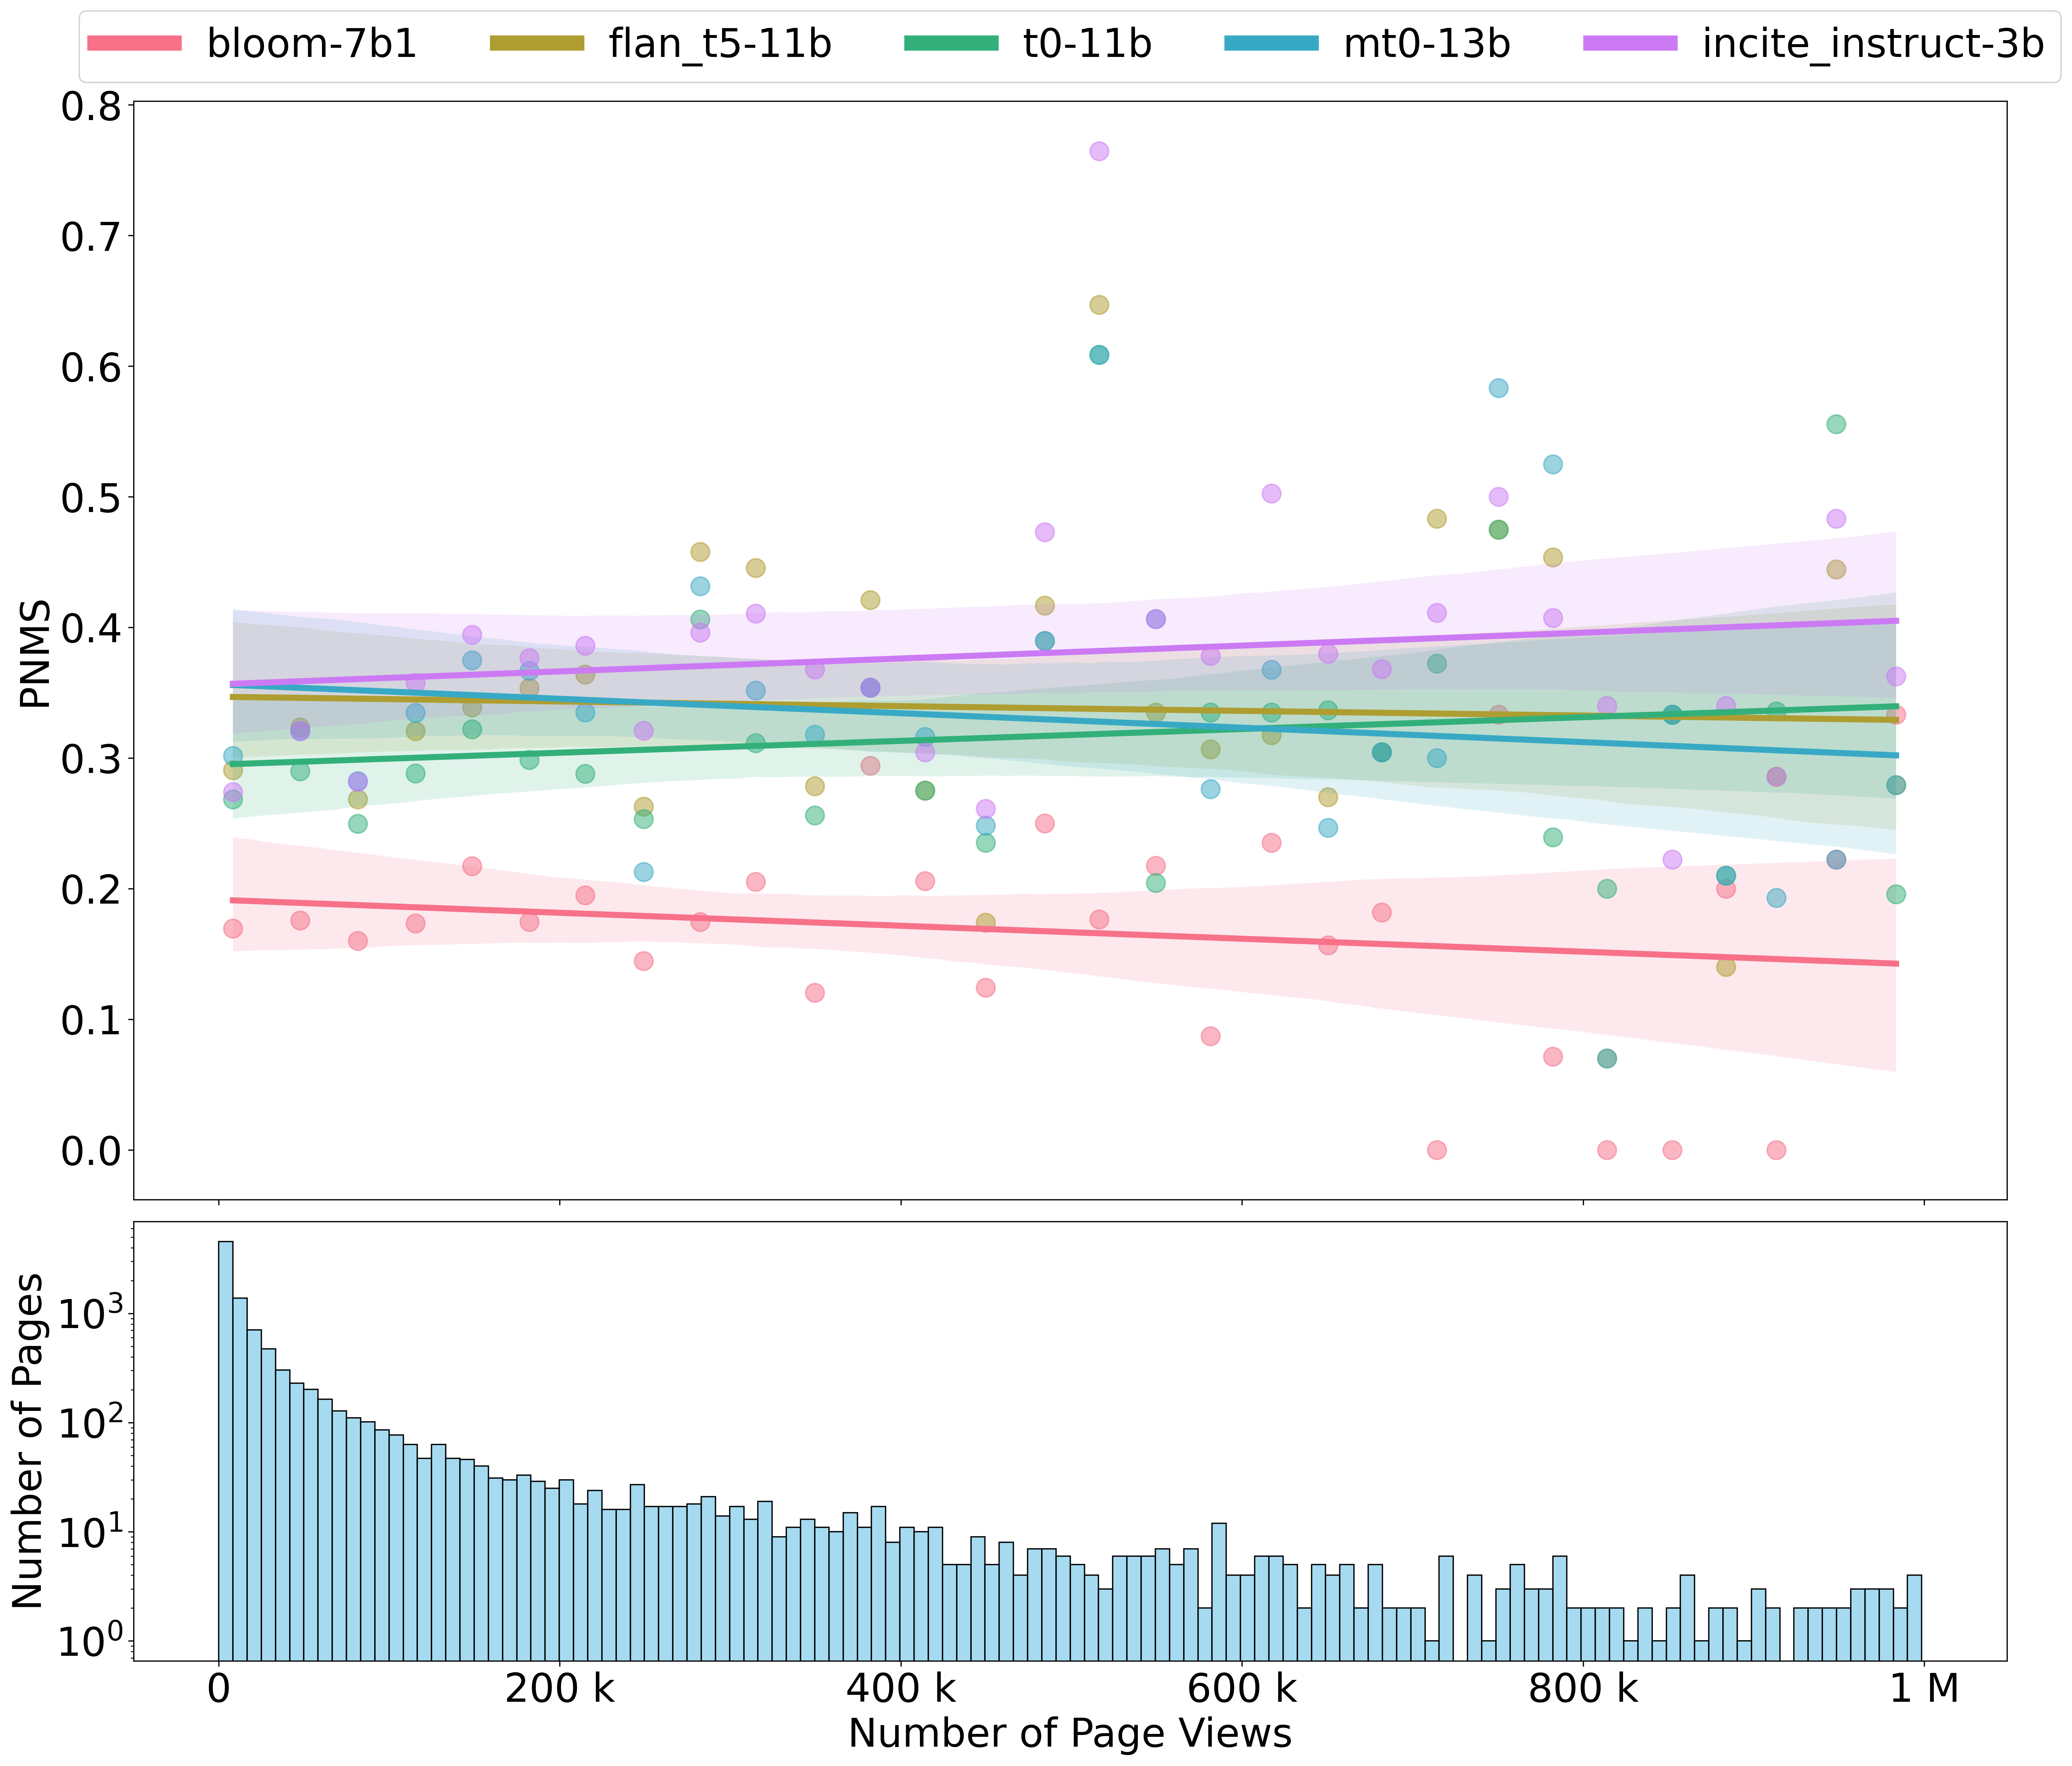 bloom-7b1 flan_t5-11b t0-11b mt0-13b incite_instruct-3b
0.8
0.7
0.6
0.5
0.4
0.3
0.2
0.1
0.0
PNMS
10³
10²
10¹
10⁰
Number of Pages
0 200 k 400 k 600 k 800 k 1 M
Number of Page Views